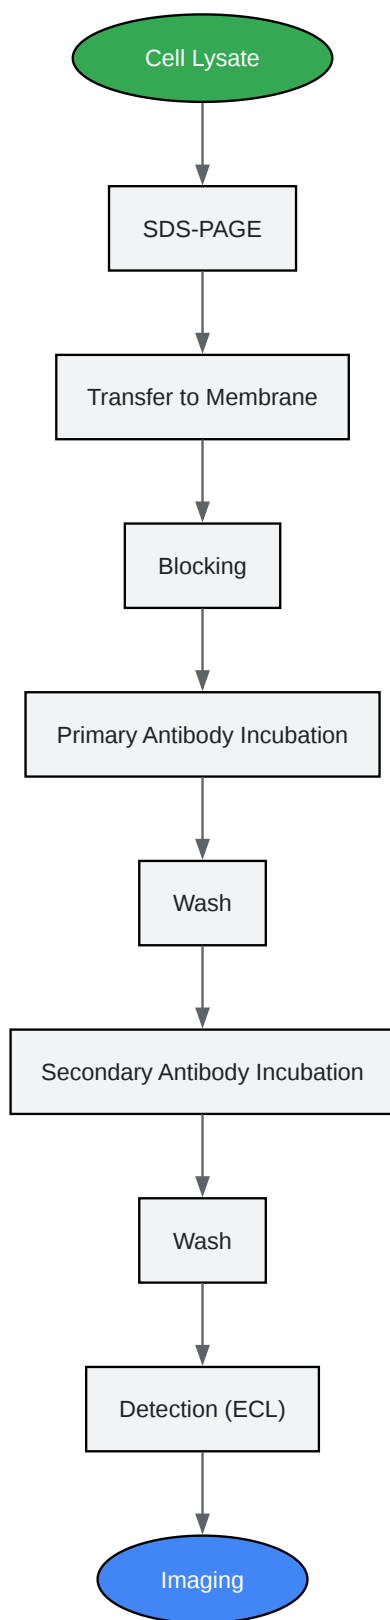 Cell Lysate
SDS-PAGE
Transfer to Membrane
Blocking
Primary Antibody Incubation
Wash
Secondary Antibody Incubation
Wash
Detection (ECL)
Imaging